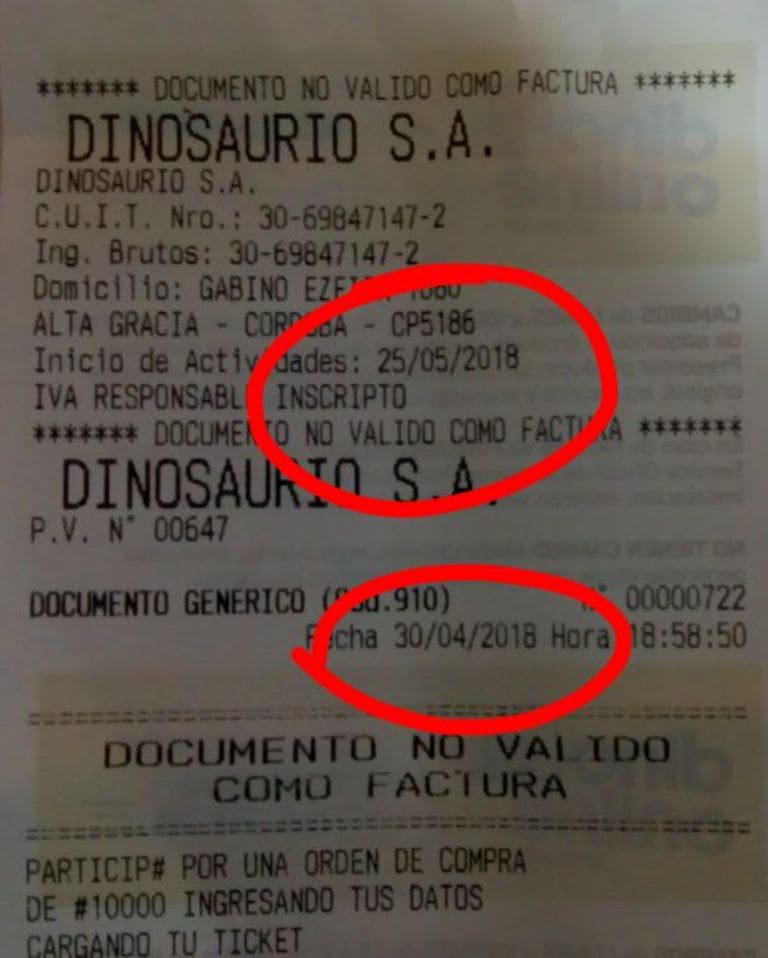 ******* DOCUMENTO NO VALIDO COMO FACTURA *******
DINOSAURIO S.A.
DINOSAURIO S.A.
C.U.I.T. Nro.: 30-69847147-2
Ing. Brutos: 30-69847147-2
Domicilio: GABINO EZEIZA 1080
ALTA GRACIA - CORDOBA - CP5186
Inicio de Actividades: 25/05/2018
IVA RESPONSABLE INSCRIPTO
******* DOCUMENTO NO VALIDO COMO FACTURA *******
DINOSAURIO S.A.
P.V. N° 00647
DOCUMENTO GENERICO (Cod.910) N° 00000722
Fecha 30/04/2018 Hora 18:58:50
DOCUMENTO NO VALIDO
COMO FACTURA
PARTICIP# POR UNA ORDEN DE COMPRA
DE #10000 INGRESANDO TUS DATOS
CARGANDO TU TICKET